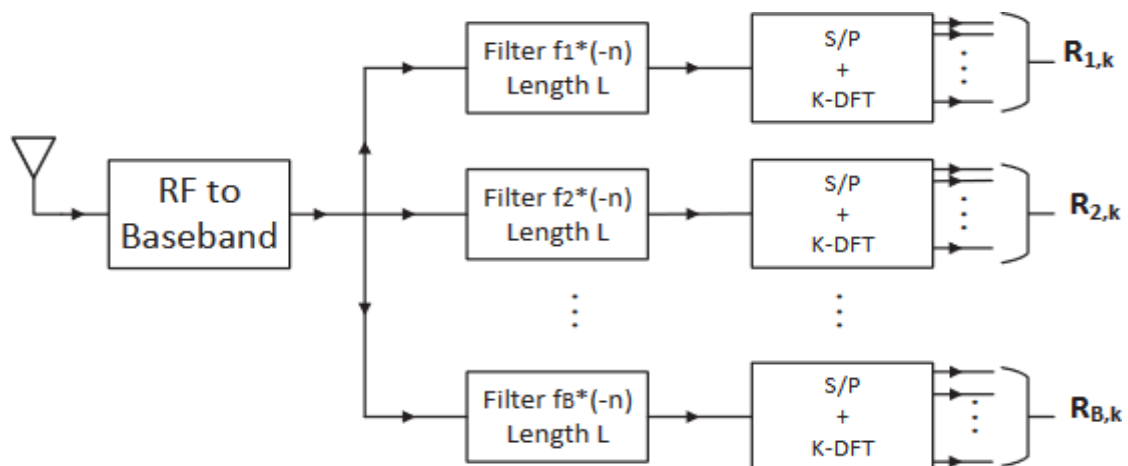 RF to
Baseband
Filter f1*(-n)
Length L
S/P
+
K-DFT
R1,k
Filter f2*(-n)
Length L
S/P
+
K-DFT
R2,k
Filter fB*(-n)
Length L
S/P
+
K-DFT
RB,k